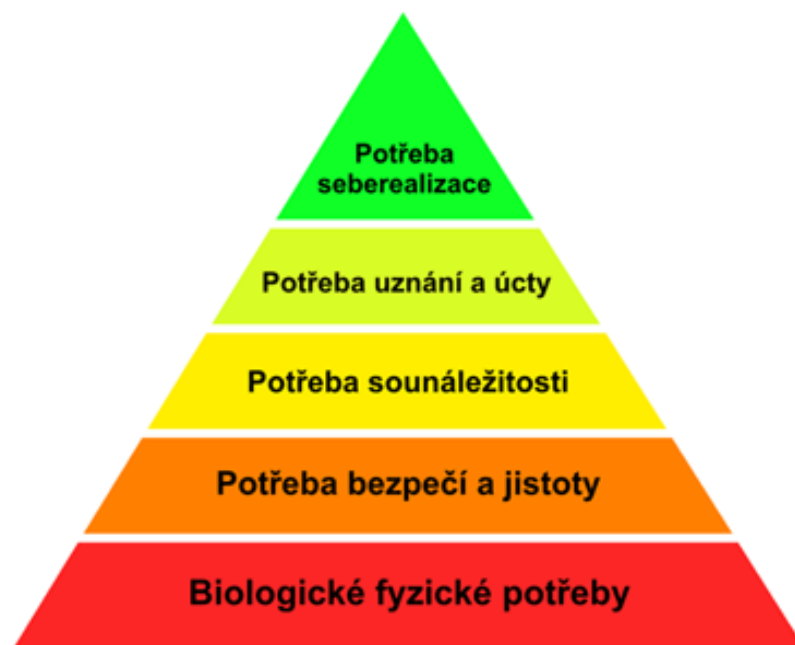 Potřeba
seberealizace
Potřeba uznání a úcty
Potřeba sounáležitosti
Potřeba bezpečí a jistoty
Biologické fyzické potřeby